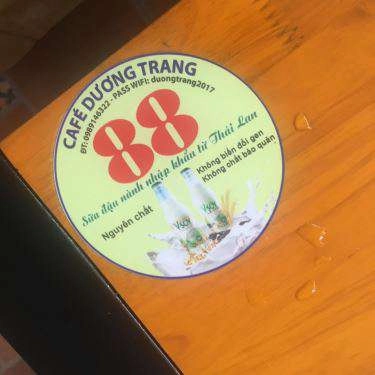 CAFÉ DƯƠNG TRANG
ĐT: 0989146322 - PASS WIFI: duongtrang2017
88
Sữa đậu nành nhập khẩu từ Thái Lan
Nguyên chất
Không biến đổi gen
Không chất bảo quản